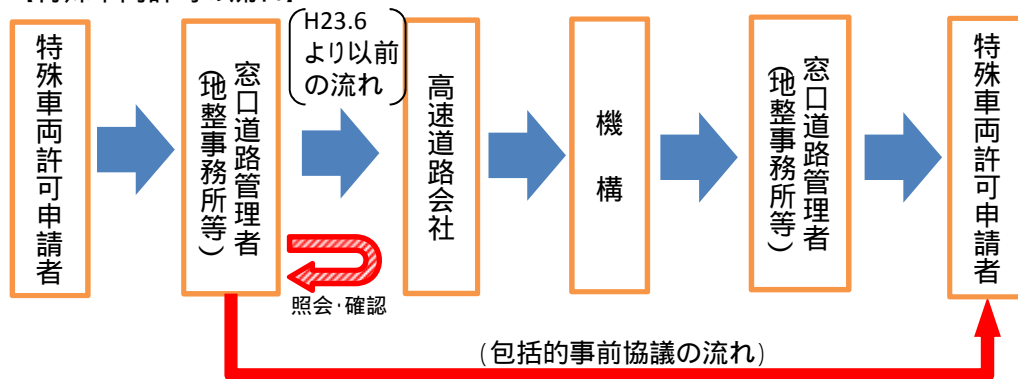 H23.6
より以前
の流れ
特殊車両許可申請者
窓口道路管理者
(地整事務所等)
高速道路会社
機構
窓口道路管理者
(地整事務所等)
特殊車両許可申請者
照会・確認
(包括的事前協議の流れ)